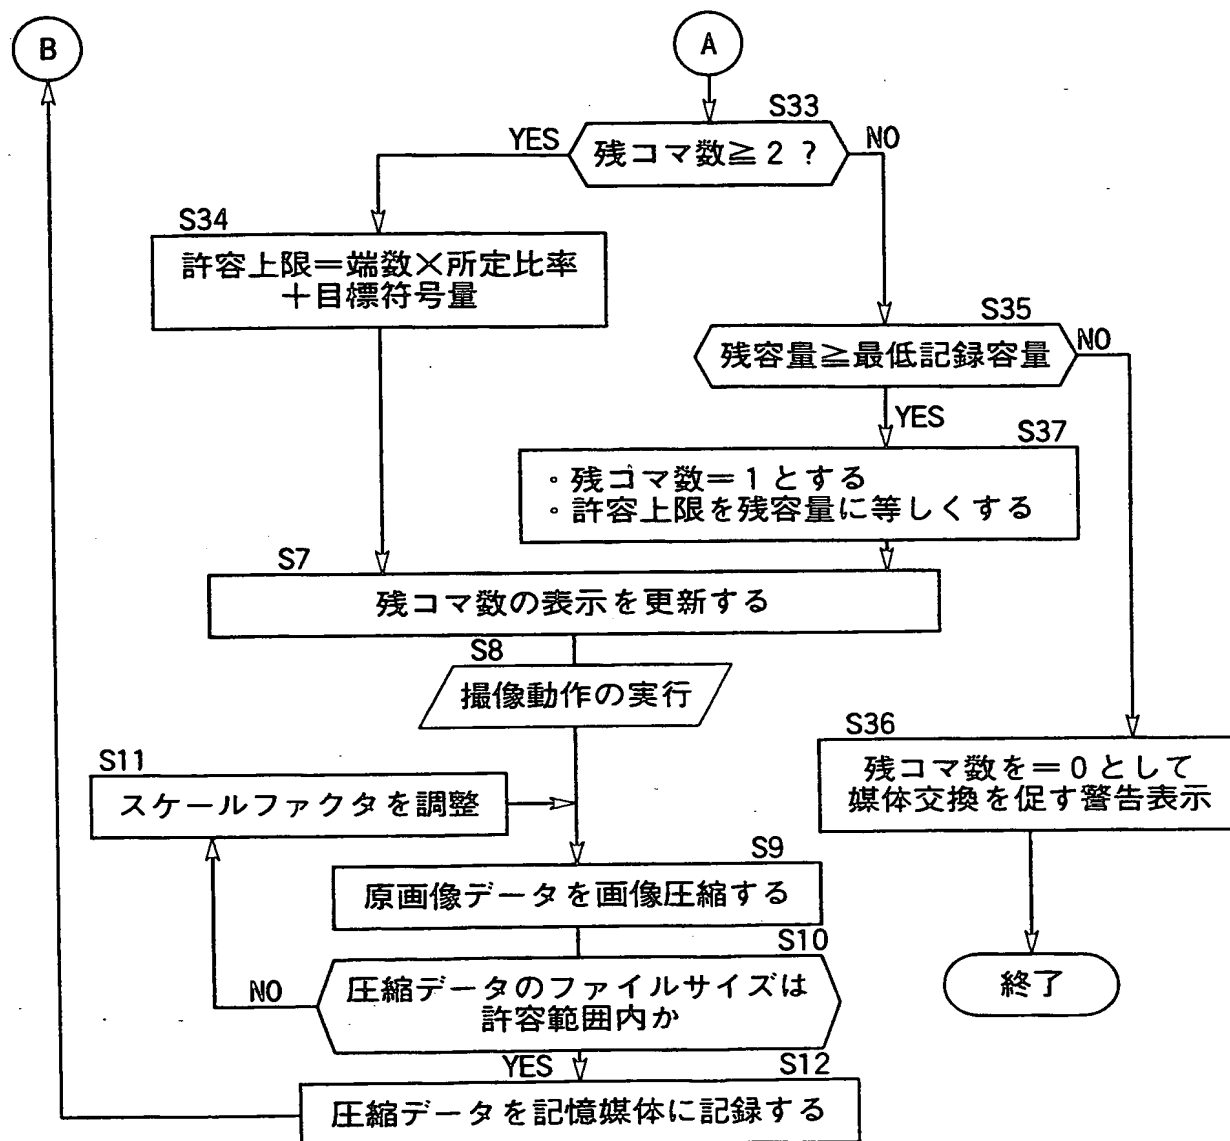 B
A
S33
YES
残コマ数≧2 ?
NO
S34
許容上限=端数×所定比率
+目標符号量
S35
残容量≧最低記録容量
NO
YES
S37
・残コマ数=1とする
・許容上限を残容量に等しくする
S7
残コマ数の表示を更新する
S8
撮像動作の実行
S11
スケールファクタを調整
S36
残コマ数を=0として
媒体交換を促す警告表示
S9
原画像データを画像圧縮する
S10
NO
圧縮データのファイルサイズは
許容範囲内か
終了
YES
S12
圧縮データを記憶媒体に記録する